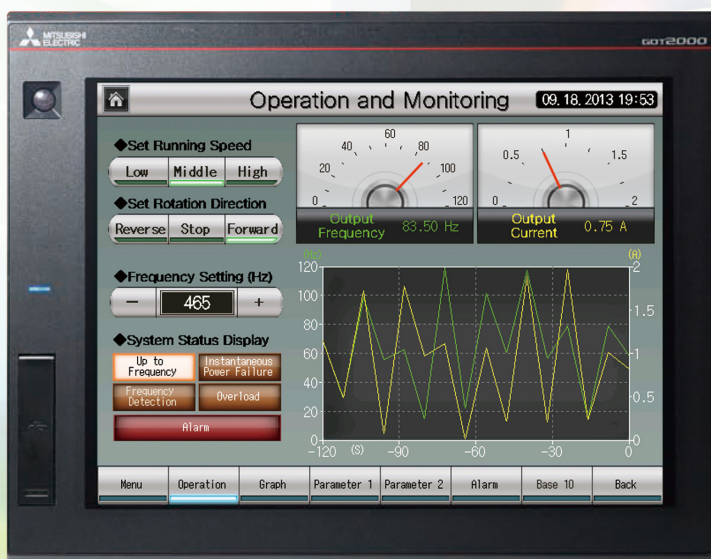 MITSUBISHI
ELECTRIC
GOT2000
Operation and Monitoring
09. 18. 2013 19:53
◆Set Running Speed
Low Middle High
◆Set Rotation Direction
Reverse Stop Forward
◆Frequency Setting (Hz)
− 465 +
◆System Status Display
Up to
Frequency
Instantaneous
Power Failure
Frequency
Detection
Overload
Alarm
0 20 40 60 80 100 120
Output
Frequency
83.50 Hz
0 0.5 1 1.5 2
Output
Current
0.75 A
(Hz) (A)
120 2
100
1.5
80
60 1
40
0.5
20
0 0
-120 (S) -90 -60 -30 0
Menu Operation Graph Parameter 1 Parameter 2 Alarm Base 10 Back